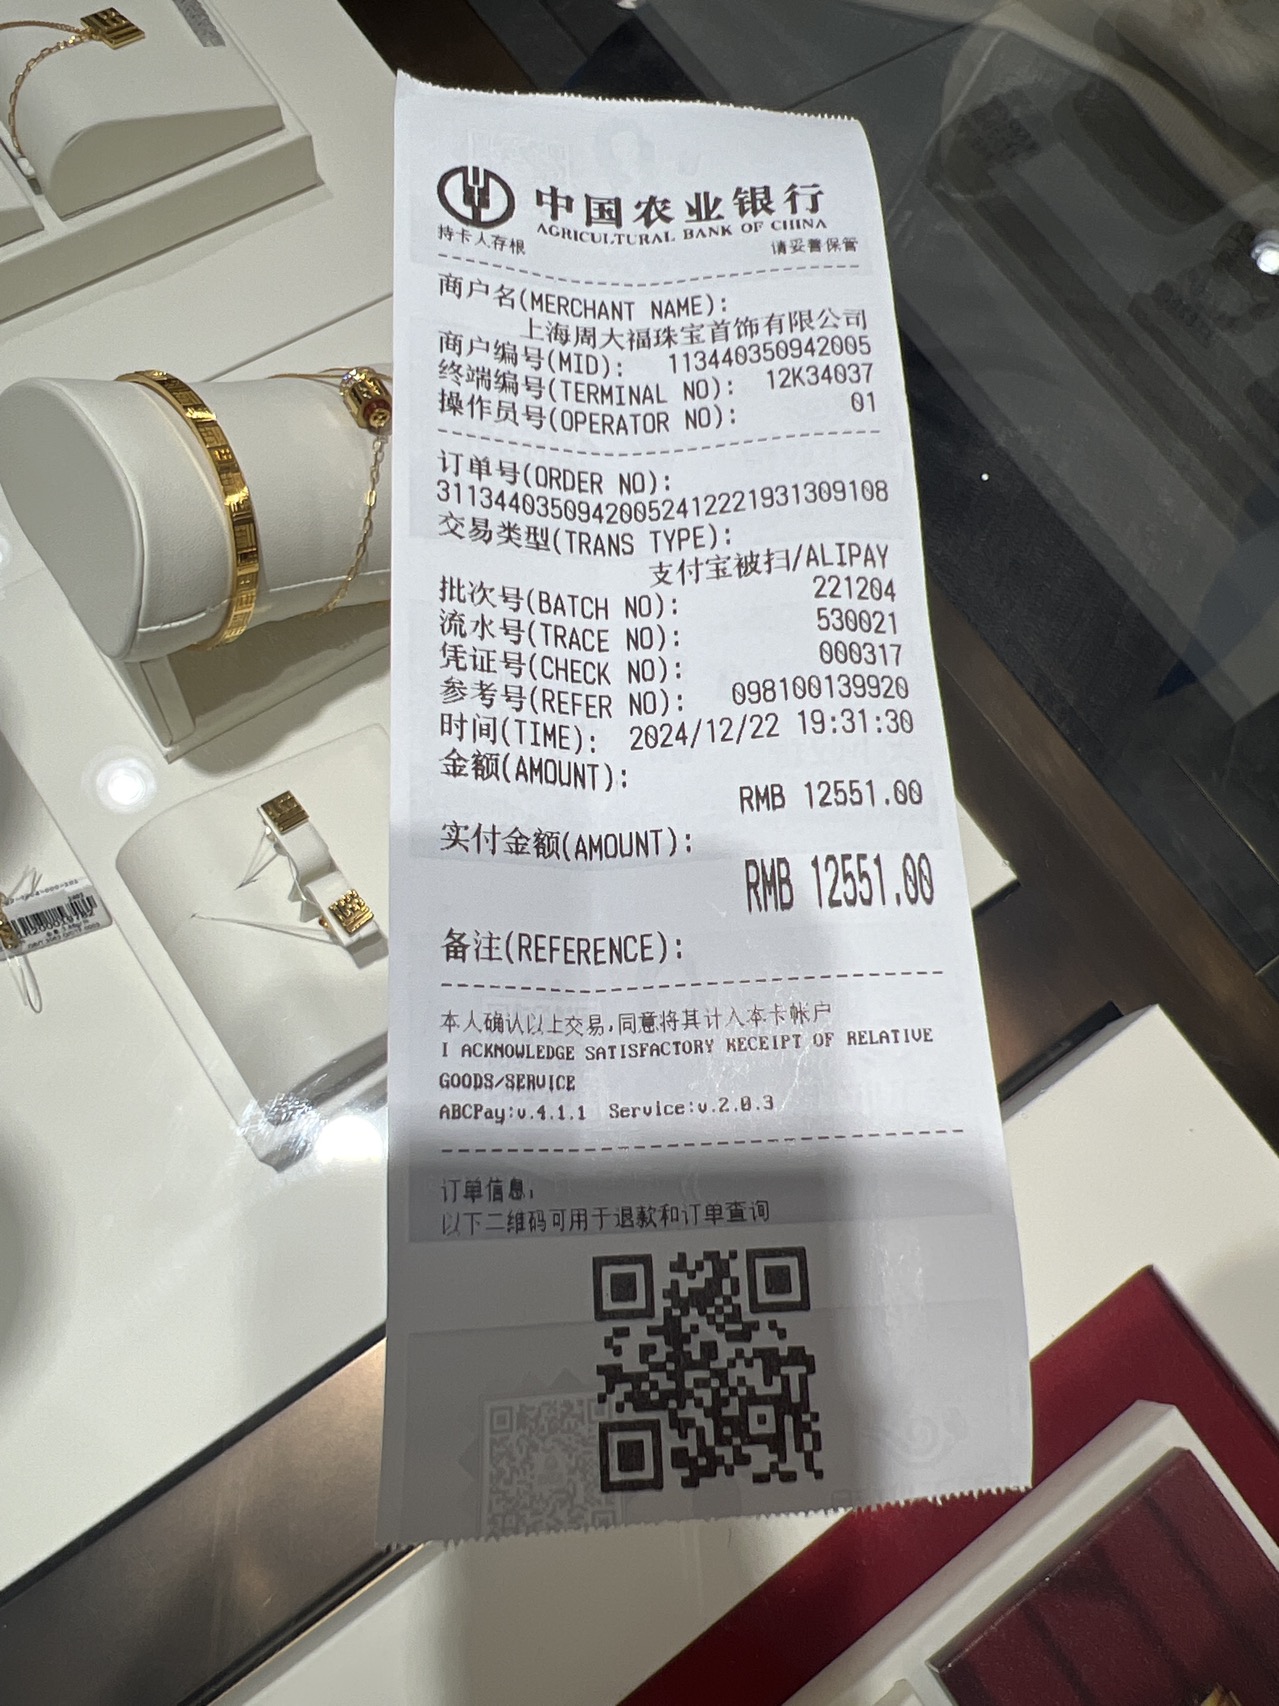 中国农业银行
AGRICULTURAL BANK OF CHINA
持卡人存根 请妥善保管
商户名(MERCHANT NAME):
上海周大福珠宝首饰有限公司
商户编号(MID): 113440350942005
终端编号(TERMINAL NO): 12K34037
操作员号(OPERATOR NO): 01
订单号(ORDER NO):
31134403509420052412221931309108
交易类型(TRANS TYPE):
支付宝被扫/ALIPAY
批次号(BATCH NO): 221204
流水号(TRACE NO): 530021
凭证号(CHECK NO): 000317
参考号(REFER NO): 098100139920
时间(TIME): 2024/12/22 19:31:30
金额(AMOUNT):
RMB 12551.00
实付金额(AMOUNT):
RMB 12551.00
备注(REFERENCE):
本人确认以上交易,同意将其计入本卡帐户
I ACKNOWLEDGE SATISFACTORY RECEIPT OF RELATIVE
GOODS/SERVICE
ABCPay:v.4.1.1 Service:v.2.0.3
订单信息:
以下二维码可用于退款和订单查询